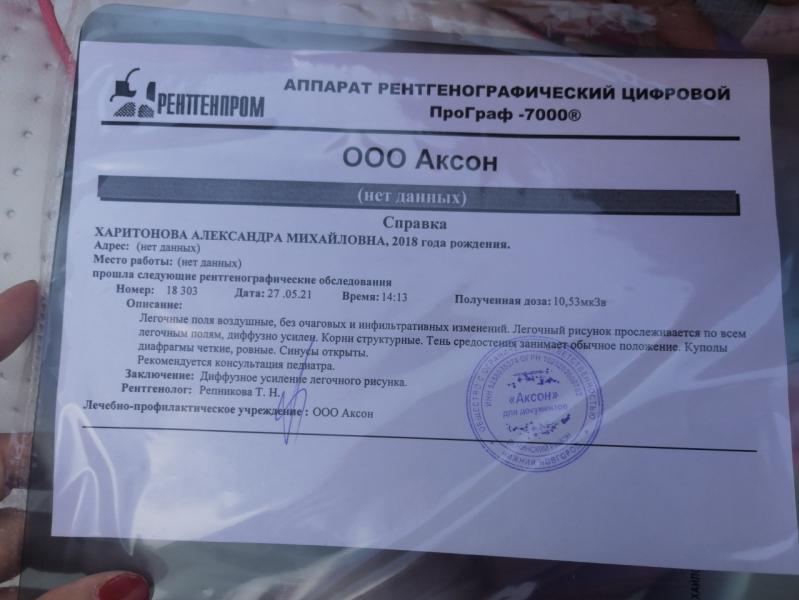 РЕНТГЕНПРОМ
АППАРАТ РЕНТГЕНОГРАФИЧЕСКИЙ ЦИФРОВОЙ
ПроГраф -7000®
ООО Аксон
(нет данных)
Справка
ХАРИТОНОВА АЛЕКСАНДРА МИХАЙЛОВНА, 2018 года рождения.
Адрес: (нет данных)
Место работы: (нет данных)
прошла следующие рентгенографические обследования
Номер: 18 303 Дата: 27 .05.21 Время: 14:13 Полученная доза: 10,53мкЗв
Описание:
Легочные поля воздушные, без очаговых и инфильтративных изменений. Легочный рисунок прослеживается по всем
легочным полям, диффузно усилен. Корни структурные. Тень средостения занимает обычное положение. Куполы
диафрагмы четкие, ровные. Синусы открыты.
Рекомендуется консультация педиатра.
Заключение: Диффузное усиление легочного рисунка.
Рентгенолог: Репникова Т. Н.
Лечебно-профилактическое учреждение : ООО Аксон
«Аксон»
для документов
НИЖНИЙ НОВГОРОД